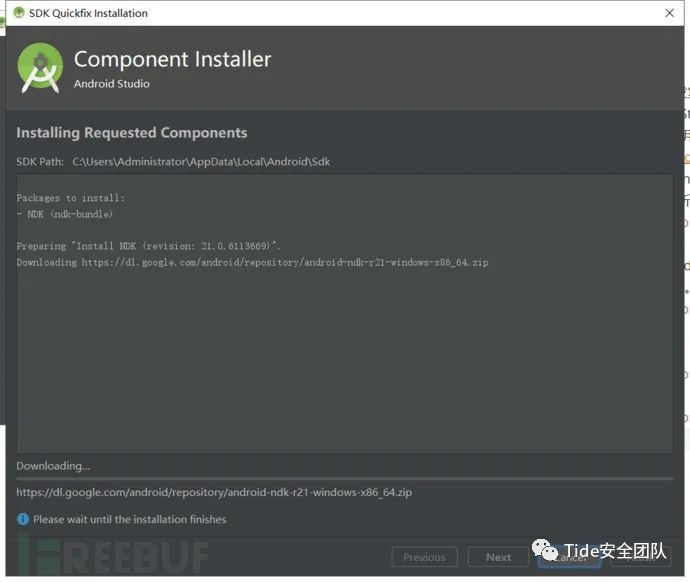 SDK Quickfix Installation
Component Installer
Android Studio
Installing Requested Components
SDK Path: C:\Users\Administrator\AppData\Local\Android\Sdk
Packages to install:
- NDK (ndk-bundle)
Preparing "Install NDK (revision: 21.0.6113669)".
Downloading https://dl.google.com/android/repository/android-ndk-r21-windows-x86_64.zip
Downloading...
https://dl.google.com/android/repository/android-ndk-r21-windows-x86_64.zip
Please wait until the installation finishes
Previous Next Cancel Finish
Tide安全团队
FREEBUF